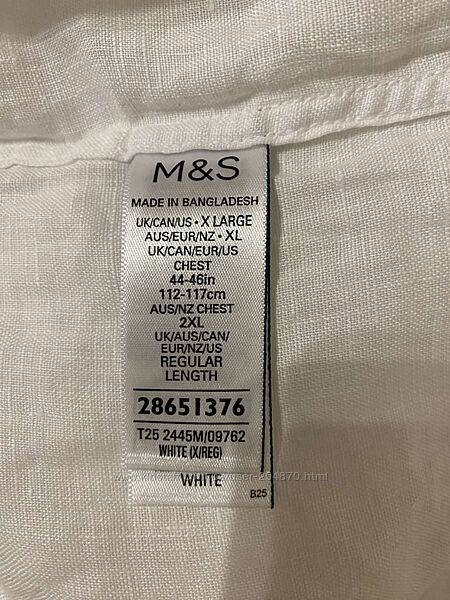 M&S
MADE IN BANGLADESH
UK/CAN/US • X LARGE
AUS/EUR/NZ • XL
UK/CAN/EUR/US
CHEST
44-46in
112-117cm
AUS/NZ CHEST
2XL
UK/AUS/CAN/
EUR/NZ/US
REGULAR
LENGTH
28651376
T25 2445M/09762
WHITE (X/REG)
WHITE
B25